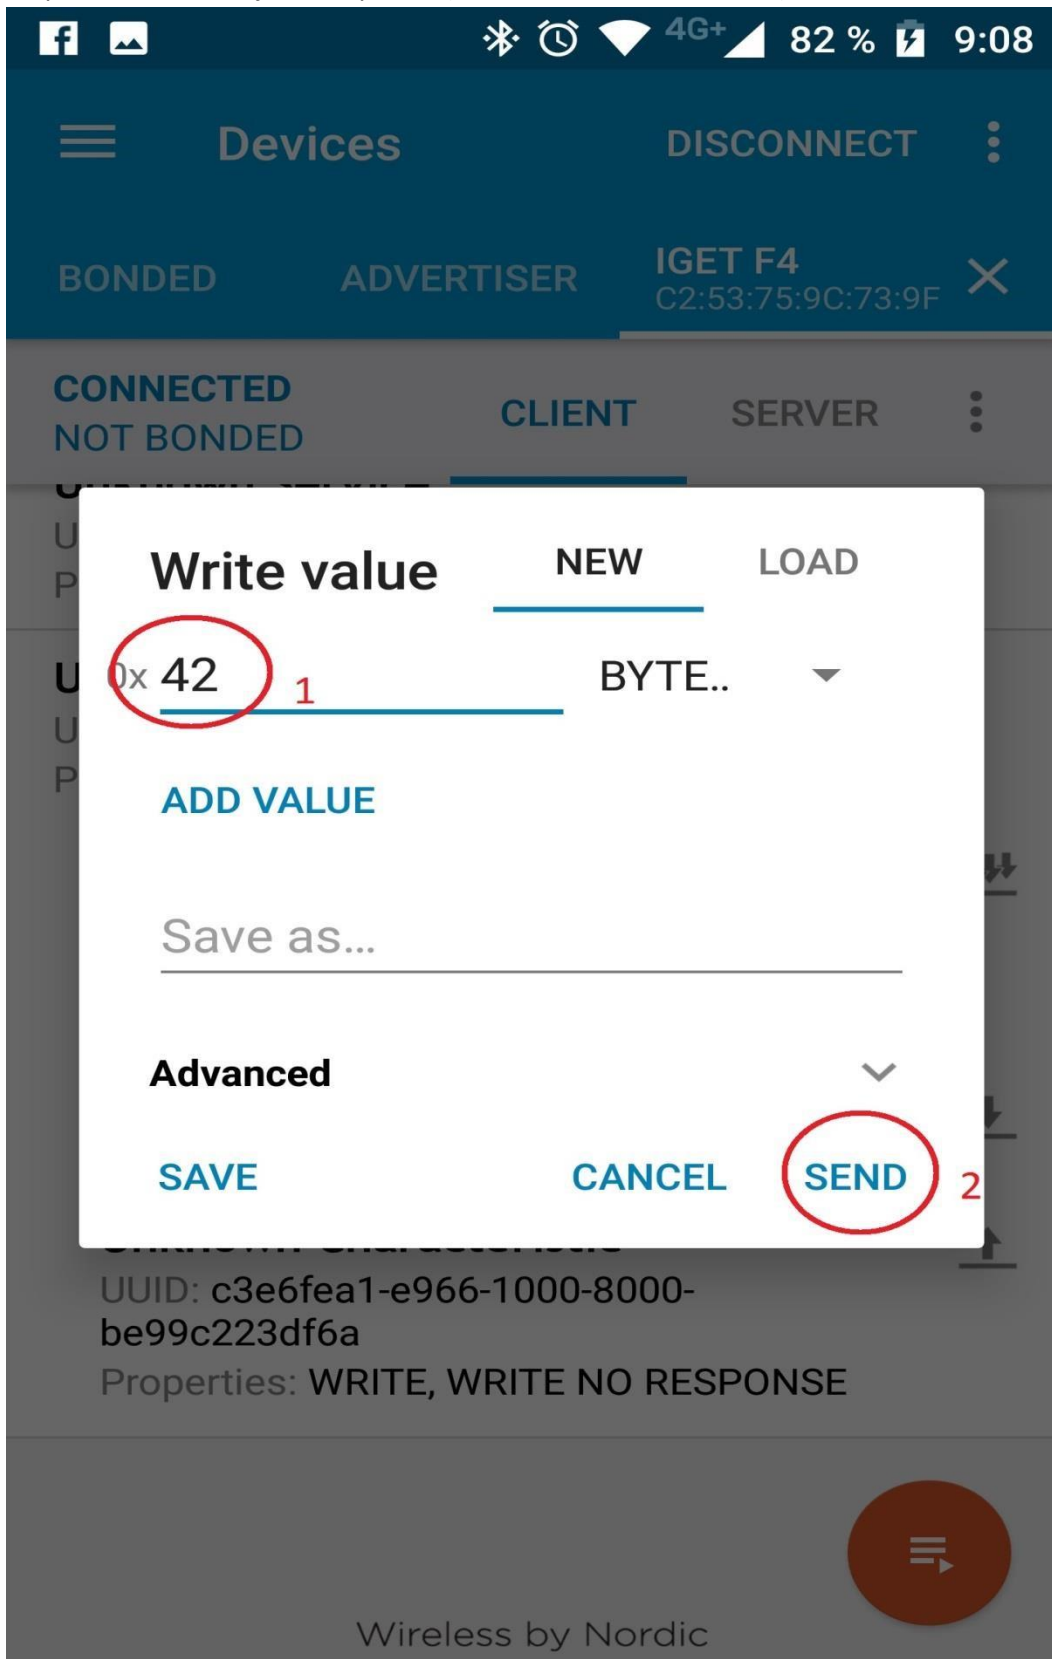 4G+ 82 % 9:08
Devices DISCONNECT
BONDED ADVERTISER IGET F4
C2:53:75:9C:73:9F
CONNECTED
NOT BONDED CLIENT SERVER
Write value NEW LOAD
0x 42 1 BYTE..
ADD VALUE
Save as...
Advanced
SAVE CANCEL SEND 2
UUID: c3e6fea1-e966-1000-8000-
be99c223df6a
Properties: WRITE, WRITE NO RESPONSE
Wireless by Nordic